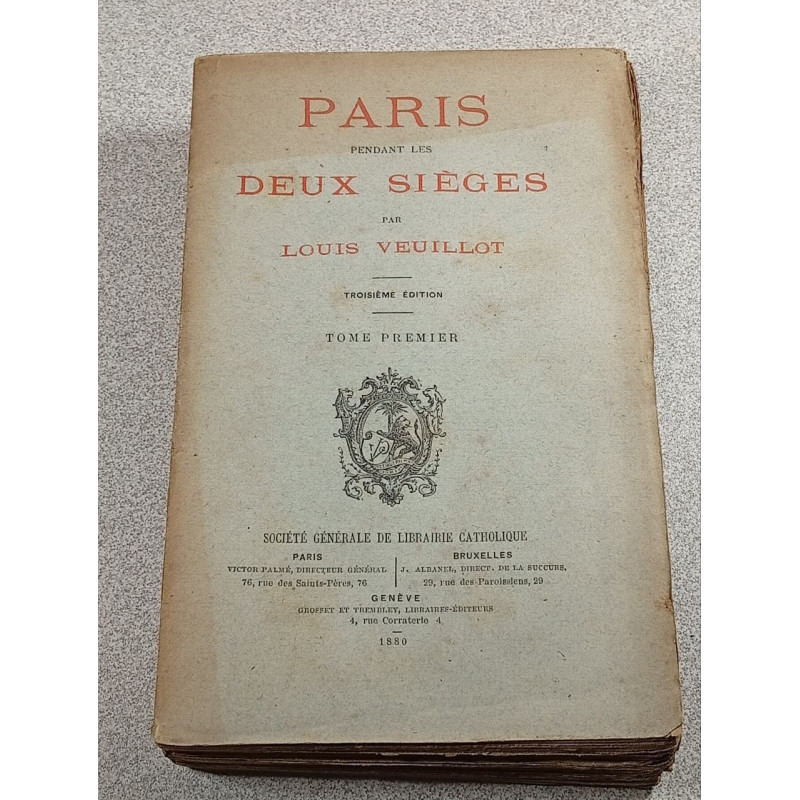 PARIS
PENDANT LES
DEUX SIÈGES
PAR
LOUIS VEUILLOT
TROISIÈME ÉDITION
TOME PREMIER
SOCIÉTÉ GÉNÉRALE DE LIBRAIRIE CATHOLIQUE
PARIS
VICTOR PALMÉ, DIRECTEUR GÉNÉRAL
76, rue des Saints-Pères, 76
BRUXELLES
J. ALBANEL, DIRECT. DE LA SUCCURS.
29, rue des Paroissiens, 29
GENÈVE
GROSSET ET TREMBLEY, LIBRAIRES-ÉDITEURS
4, rue Corraterie 4
1880